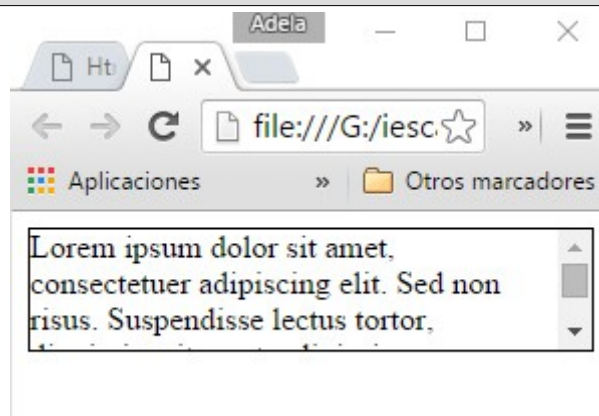 Adela
Ht
file:///G:/iesc
»
Aplicaciones » Otros marcadores
Lorem ipsum dolor sit amet,
consectetuer adipiscing elit. Sed non
risus. Suspendisse lectus tortor,